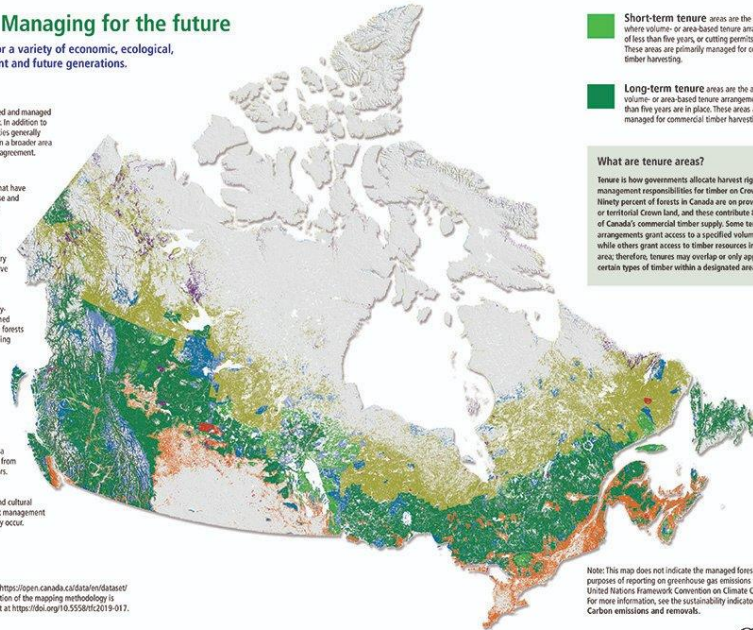 Managing for the future
or a variety of economic, ecological,
nt and future generations.
ed and managed
. In addition to
ies generally
n a broader area
agreement.
hat have
se and
ry
ve
y-
ned
forests
ing
a
from
rs.
nd cultural
t management
y occur.
https://open.canada.ca/data/en/dataset/
tion of the mapping methodology is
t at https://doi.org/10.5558/tfc2019-017.
Short-term tenure areas are the
where volume- or area-based tenure arra
of less than five years, or cutting permits
These areas are primarily managed for co
timber harvesting.
Long-term tenure areas are the a
volume- or area-based tenure arrangeme
than five years are in place. These areas
managed for commercial timber harvesti
What are tenure areas?
Tenure is how governments allocate harvest rig
management responsibilities for timber on Crow
Ninety percent of forests in Canada are on prov
or territorial Crown land, and these contribute
of Canada's commercial timber supply. Some te
arrangements grant access to a specified volum
while others grant access to timber resources in
area; therefore, tenures may overlap or only app
certain types of timber within a designated area
Note: This map does not indicate the managed fores
purposes of reporting on greenhouse gas emissions
United Nations Framework Convention on Climate C
For more information, see the sustainability indicato
Carbon emissions and removals.